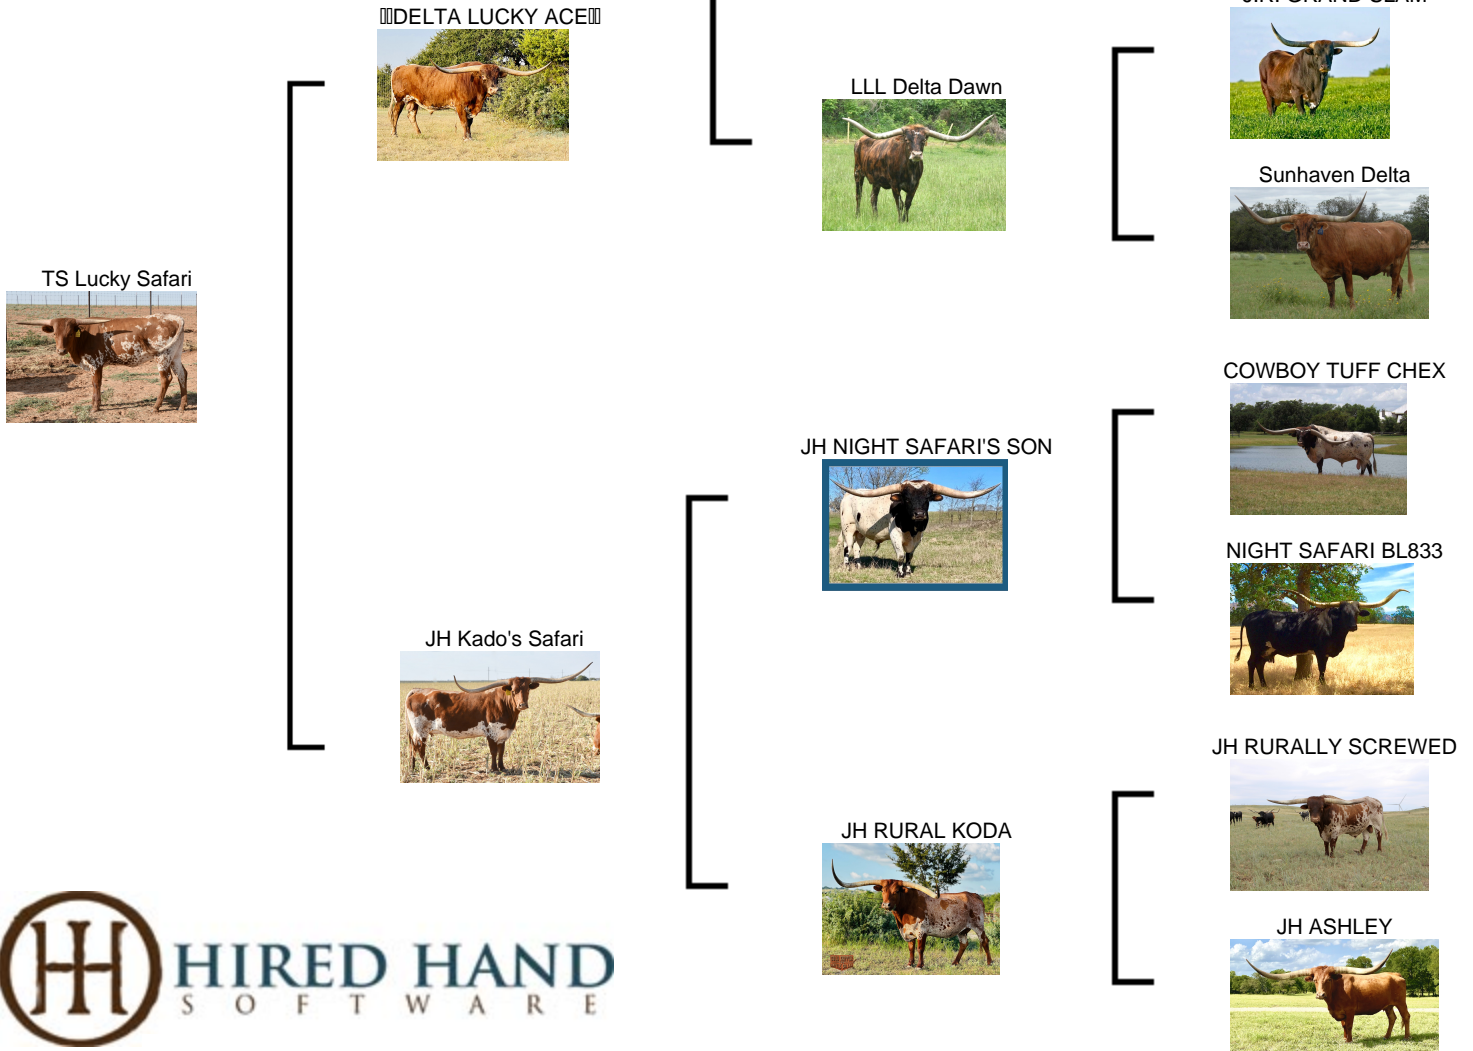 DELTA LUCKY ACE
LLL Delta Dawn
Sunhaven Delta
TS Lucky Safari
COWBOY TUFF CHEX
JH NIGHT SAFARI'S SON
NIGHT SAFARI BL833
JH Kado's Safari
JH RURALLY SCREWED
JH RURAL KODA
JH ASHLEY
HIRED HAND
SOFTWARE